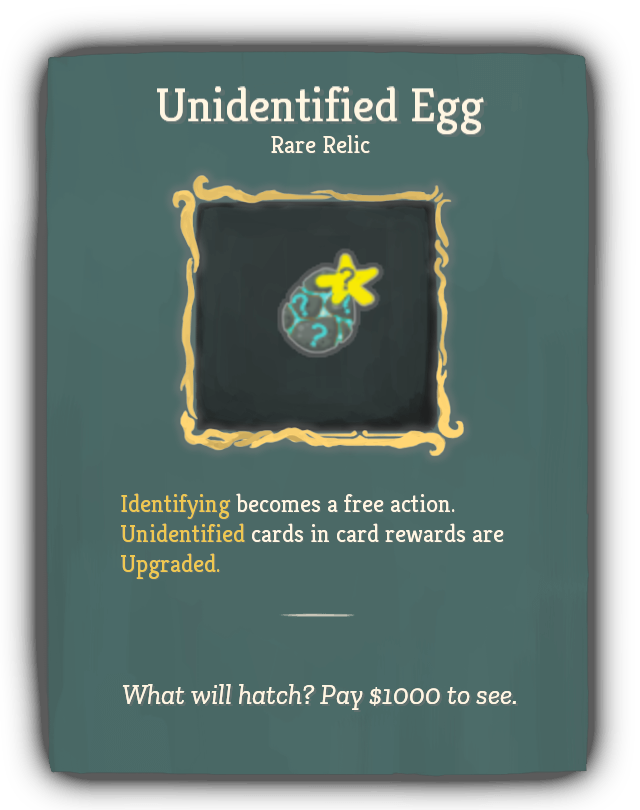 Unidentified Egg
Rare Relic
?
?
?
Identifying becomes a free action.
Unidentified cards in card rewards are
Upgraded.
What will hatch? Pay $1000 to see.